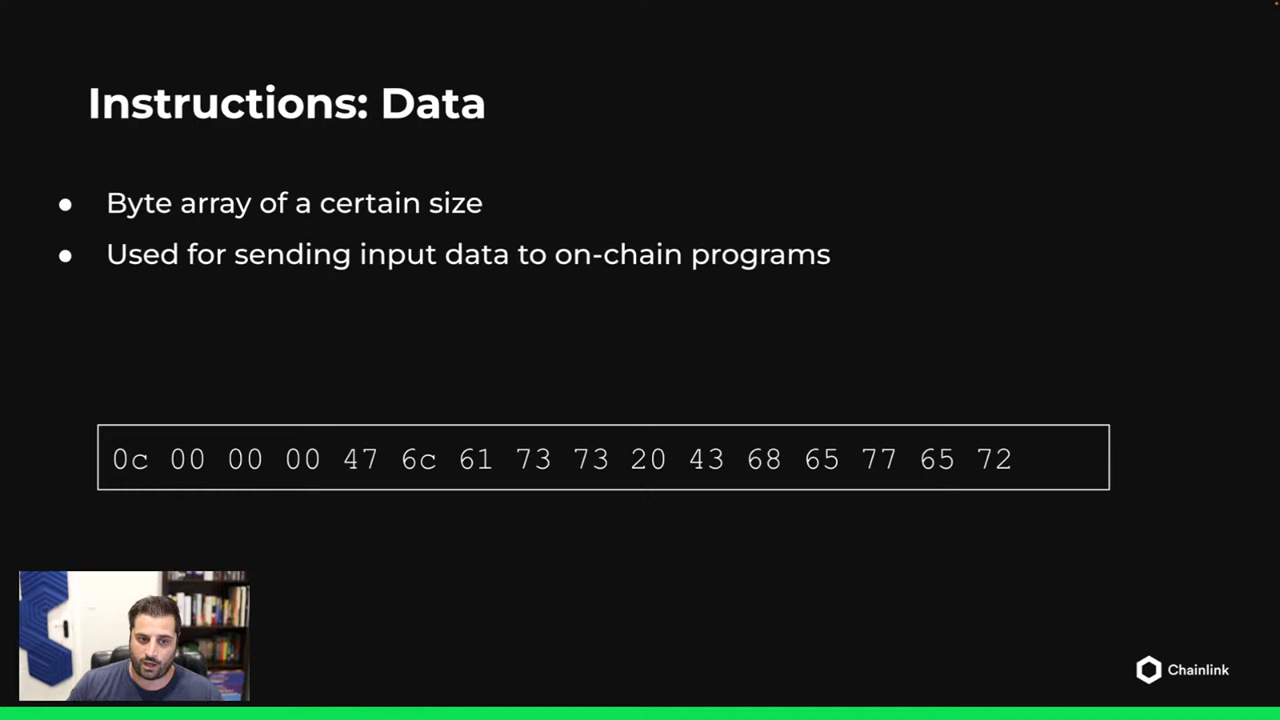 Instructions: Data
● Byte array of a certain size
● Used for sending input data to on-chain programs
0c 00 00 00 47 6c 61 73 73 20 43 68 65 77 65 72
Chainlink